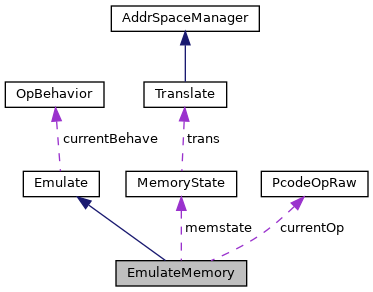 AddrSpaceManager
OpBehavior
Translate
currentBehave
trans
Emulate
MemoryState
PcodeOpRaw
memstate
currentOp
EmulateMemory